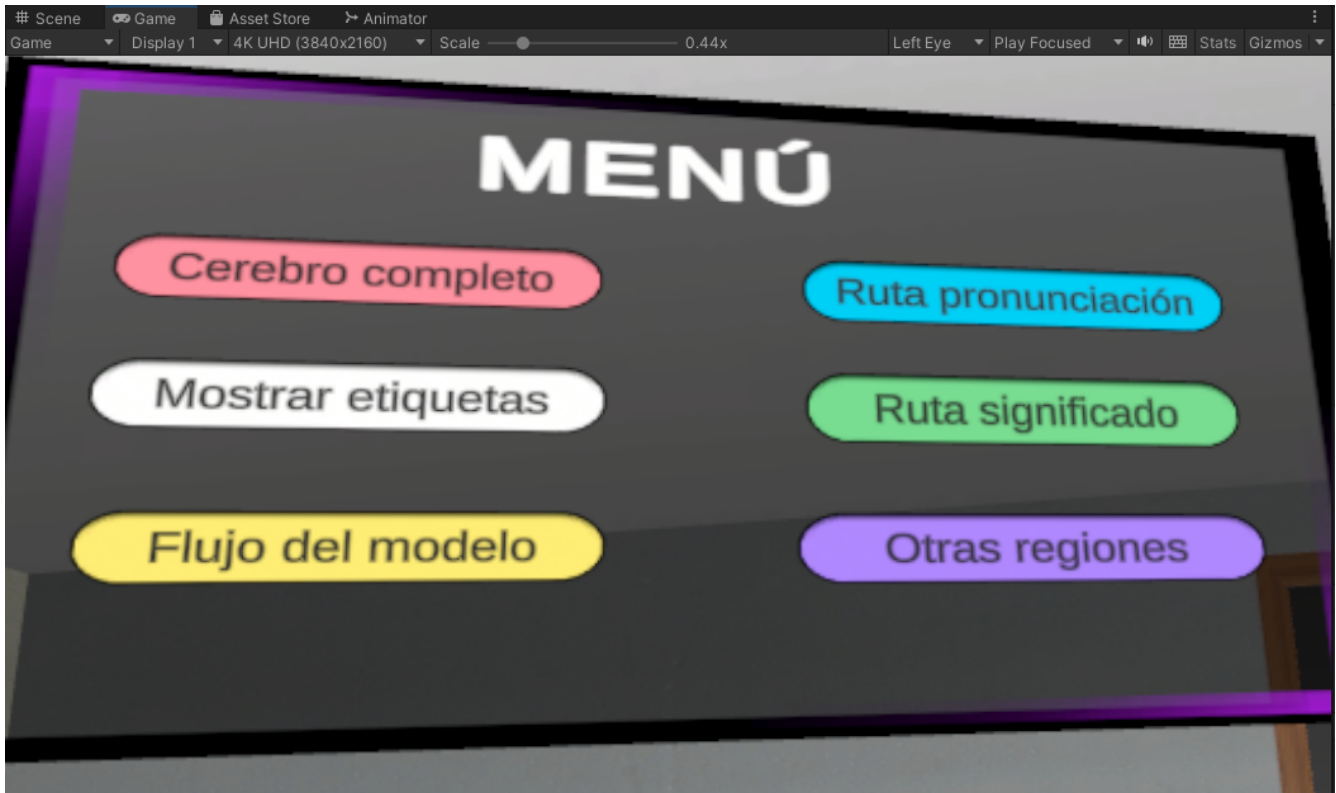 Scene Game Asset Store Animator
Game Display 1 4K UHD (3840x2160) Scale 0.44x Left Eye Play Focused Stats Gizmos
MENÚ
Cerebro completo
Ruta pronunciación
Mostrar etiquetas
Ruta significado
Flujo del modelo
Otras regiones